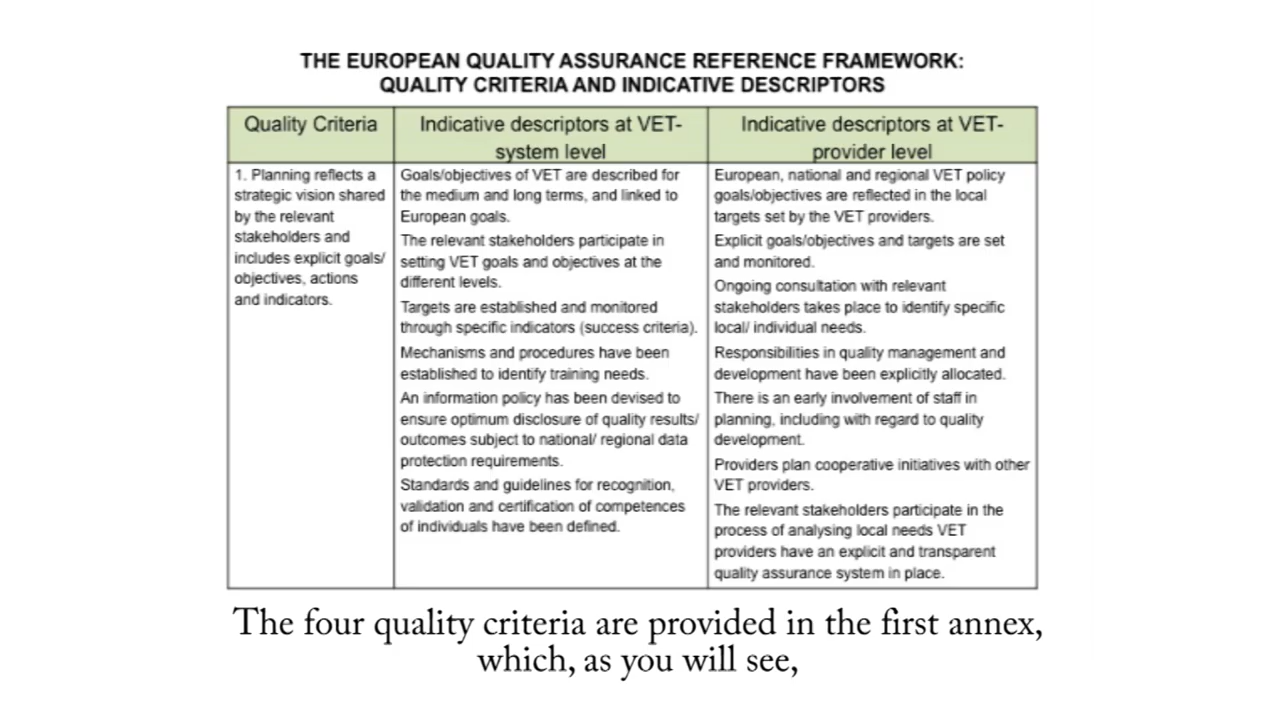 THE EUROPEAN QUALITY ASSURANCE REFERENCE FRAMEWORK:
QUALITY CRITERIA AND INDICATIVE DESCRIPTORS
Quality Criteria
Indicative descriptors at VET-
system level
Indicative descriptors at VET-
provider level
1. Planning reflects a
strategic vision shared
by the relevant
stakeholders and
includes explicit goals/
objectives, actions
and indicators.
Goals/objectives of VET are described for
the medium and long terms, and linked to
European goals.
The relevant stakeholders participate in
setting VET goals and objectives at the
different levels.
Targets are established and monitored
through specific indicators (success criteria).
Mechanisms and procedures have been
established to identify training needs.
An information policy has been devised to
ensure optimum disclosure of quality results/
outcomes subject to national/ regional data
protection requirements.
Standards and guidelines for recognition,
validation and certification of competences
of individuals have been defined.
European, national and regional VET policy
goals/objectives are reflected in the local
targets set by the VET providers.
Explicit goals/objectives and targets are set
and monitored.
Ongoing consultation with relevant
stakeholders takes place to identify specific
local/ individual needs.
Responsibilities in quality management and
development have been explicitly allocated.
There is an early involvement of staff in
planning, including with regard to quality
development.
Providers plan cooperative initiatives with other
VET providers.
The relevant stakeholders participate in the
process of analysing local needs VET
providers have an explicit and transparent
quality assurance system in place.
The four quality criteria are provided in the first annex,
which, as you will see,